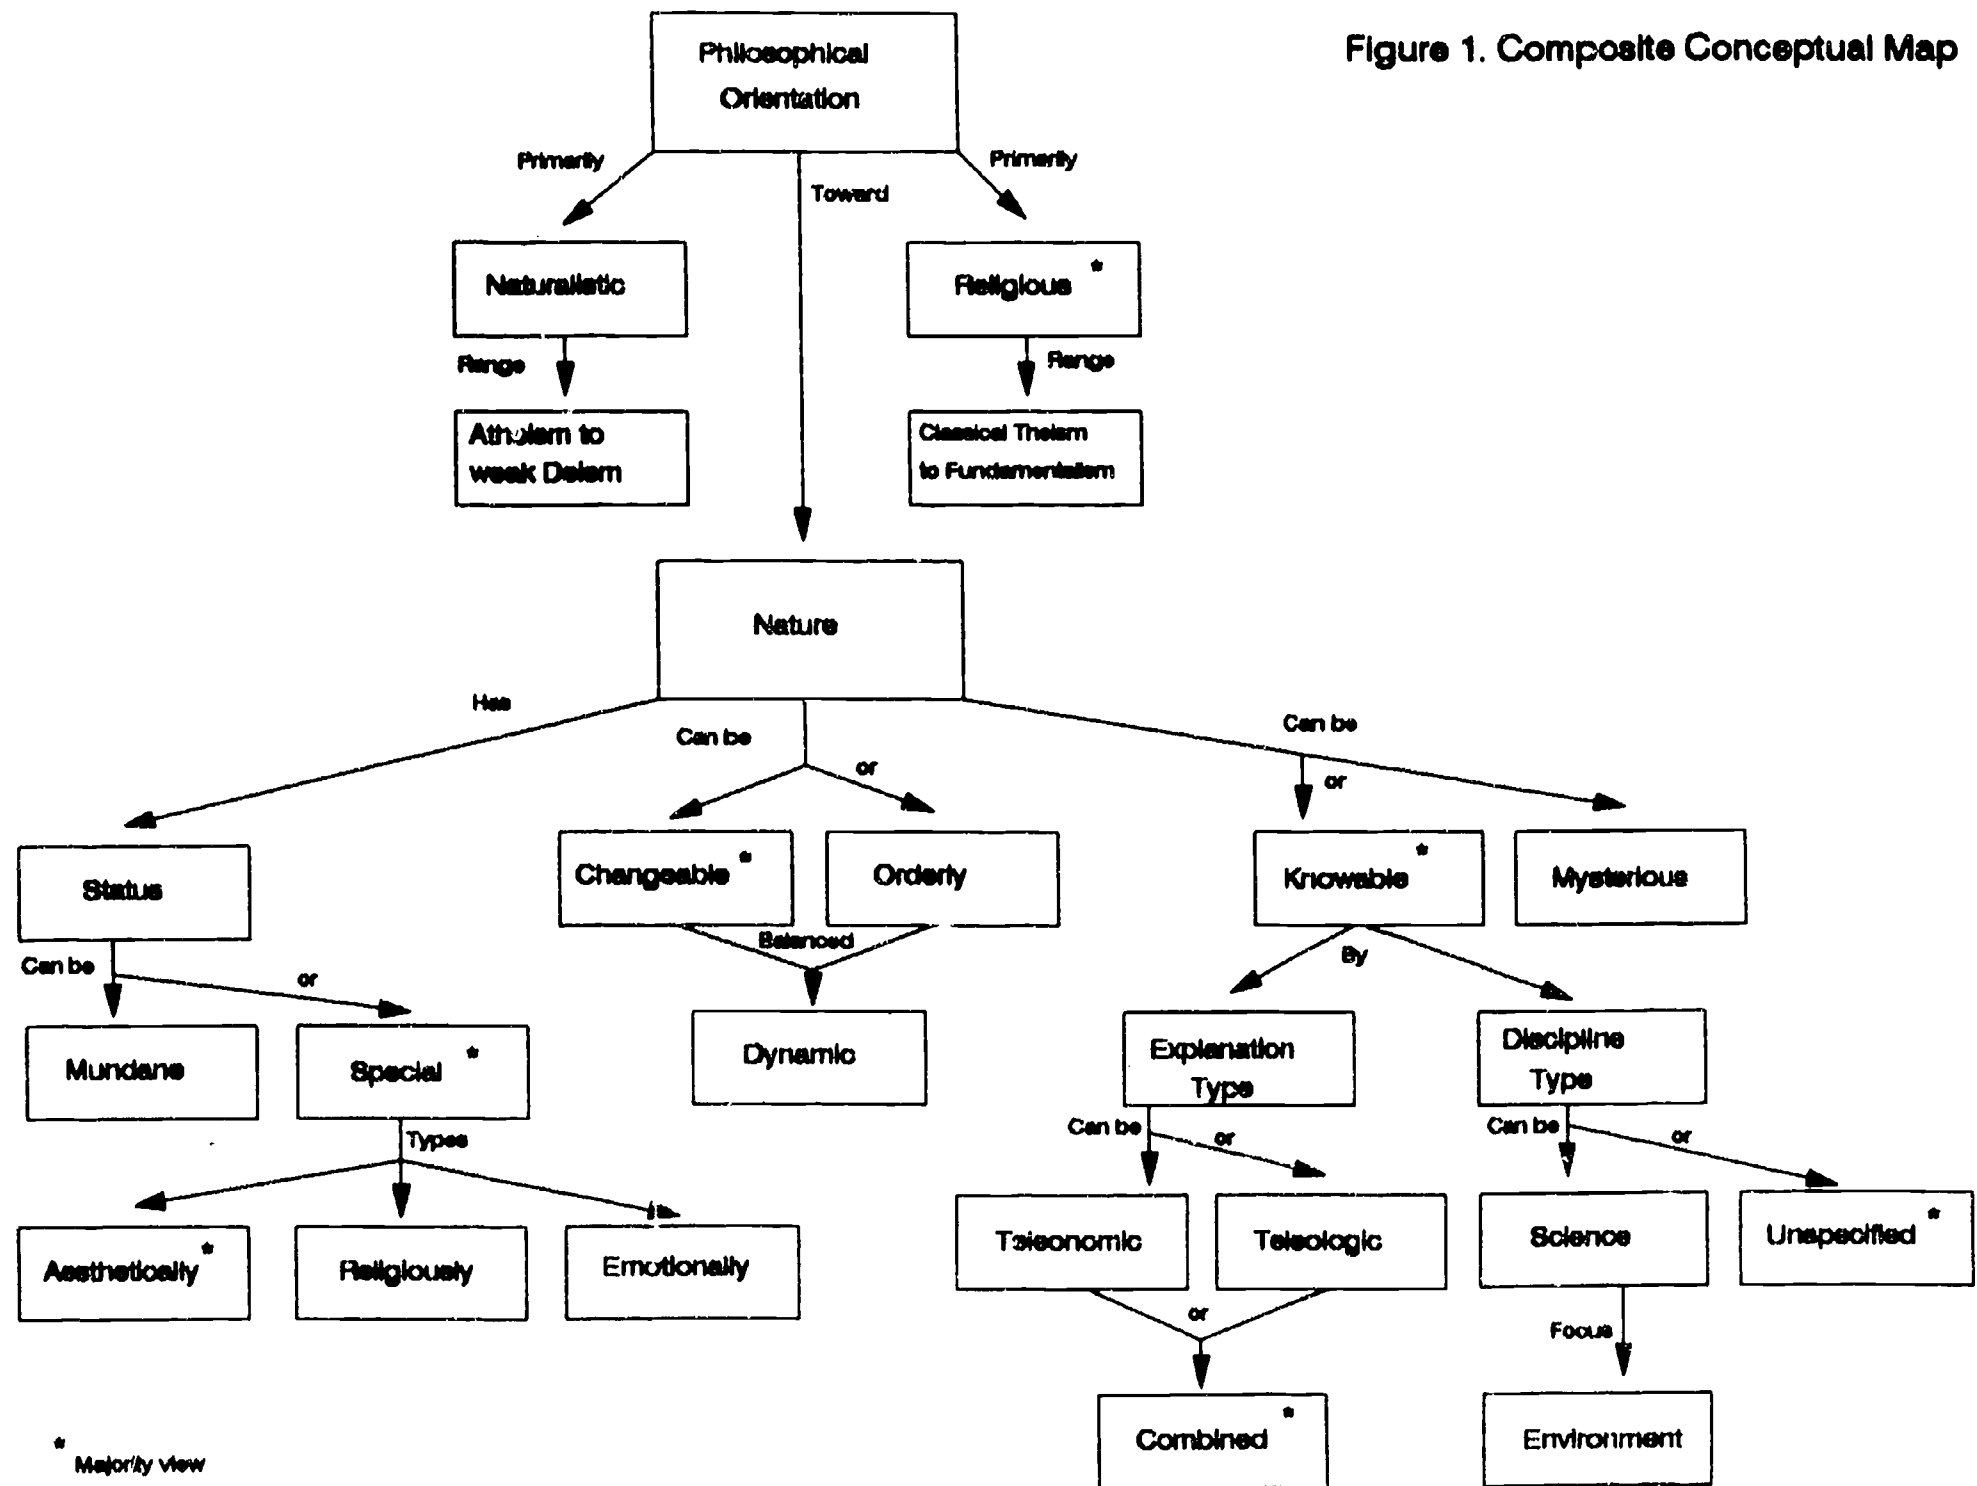 Figure 1. Composite Conceptual Map
Philosophical
Orientation
Primarily
Primarily
Toward
Naturalistic
Religious *
Range
Range
Atheism to
weak Deism
Classical Theism
to Fundamentalism
Nature
Has
Can be
Can be
or
or
Status
Changeable *
Orderly
Knowable *
Mysterious
Can be
or
Balanced
By
Mundane
Special *
Dynamic
Explanation
Type
Discipline
Type
Types
Can be
or
Can be
or
Aesthetically *
Religiously
Emotionally
Teleonomic
Teleologic
Science
Unspecified *
or
Focus
Combined *
Environment
* Majority view